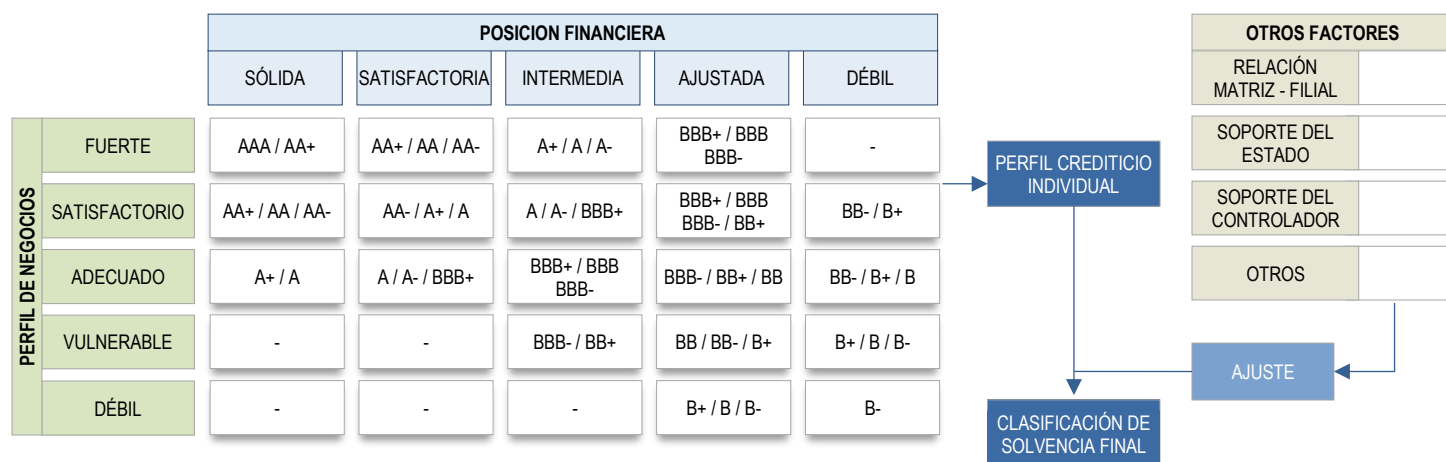 POSICION FINANCIERA
SÓLIDA
SATISFACTORIA
INTERMEDIA
AJUSTADA
DÉBIL
PERFIL DE NEGOCIOS
FUERTE
AAA / AA+
AA+ / AA / AA-
A+ / A / A-
BBB+ / BBB
BBB-
-
SATISFACTORIO
AA+ / AA / AA-
AA- / A+ / A
A / A- / BBB+
BBB+ / BBB
BBB- / BB+
BB- / B+
ADECUADO
A+ / A
A / A- / BBB+
BBB+ / BBB
BBB-
BBB- / BB+ / BB
BB- / B+ / B
VULNERABLE
-
-
BBB- / BB+
BB / BB- / B+
B+ / B / B-
DÉBIL
-
-
-
B+ / B / B-
B-
PERFIL CREDITICIO
INDIVIDUAL
CLASIFICACIÓN DE
SOLVENCIA FINAL
OTROS FACTORES
RELACIÓN
MATRIZ - FILIAL
SOPORTE DEL
ESTADO
SOPORTE DEL
CONTROLADOR
OTROS
AJUSTE